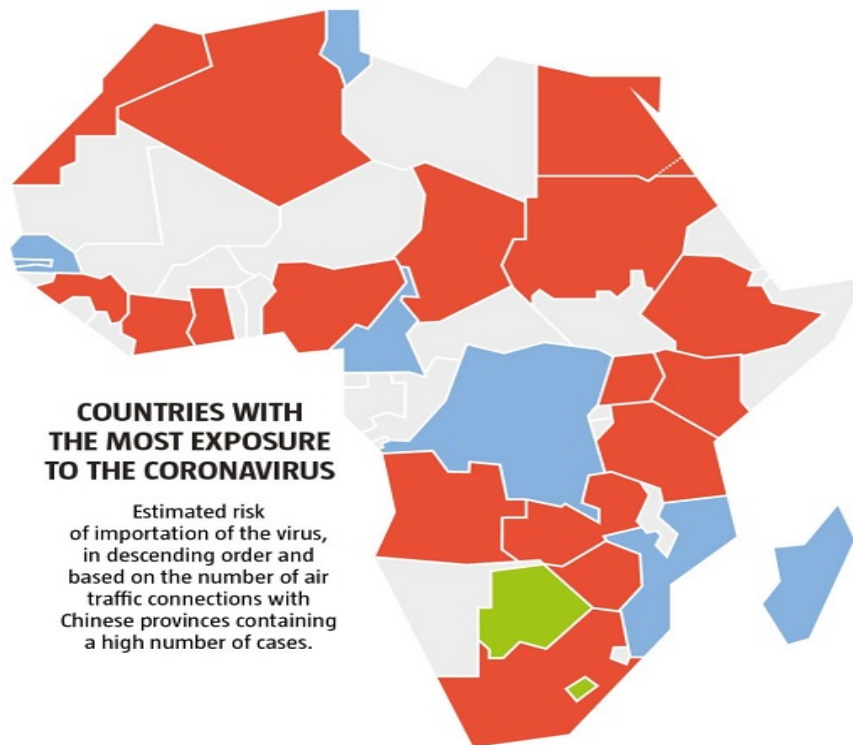 COUNTRIES WITH
THE MOST EXPOSURE
TO THE CORONAVIRUS
Estimated risk
of importation of the virus,
in descending order and
based on the number of air
traffic connections with
Chinese provinces containing
a high number of cases.